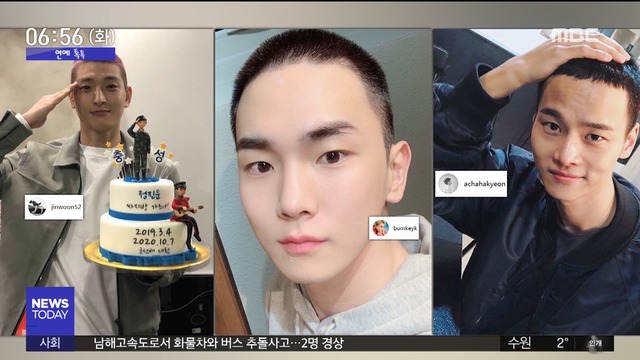 06:56 (화)
연예 톡톡
MBC
충 성
정진운
2019.3.4
2020.10.7
jinwoon52
bumkeyk
achahakyeon
NEWS
TODAY
사회 남해고속도로서 화물차와 버스 추돌사고…2명 경상 수원 2° 안개